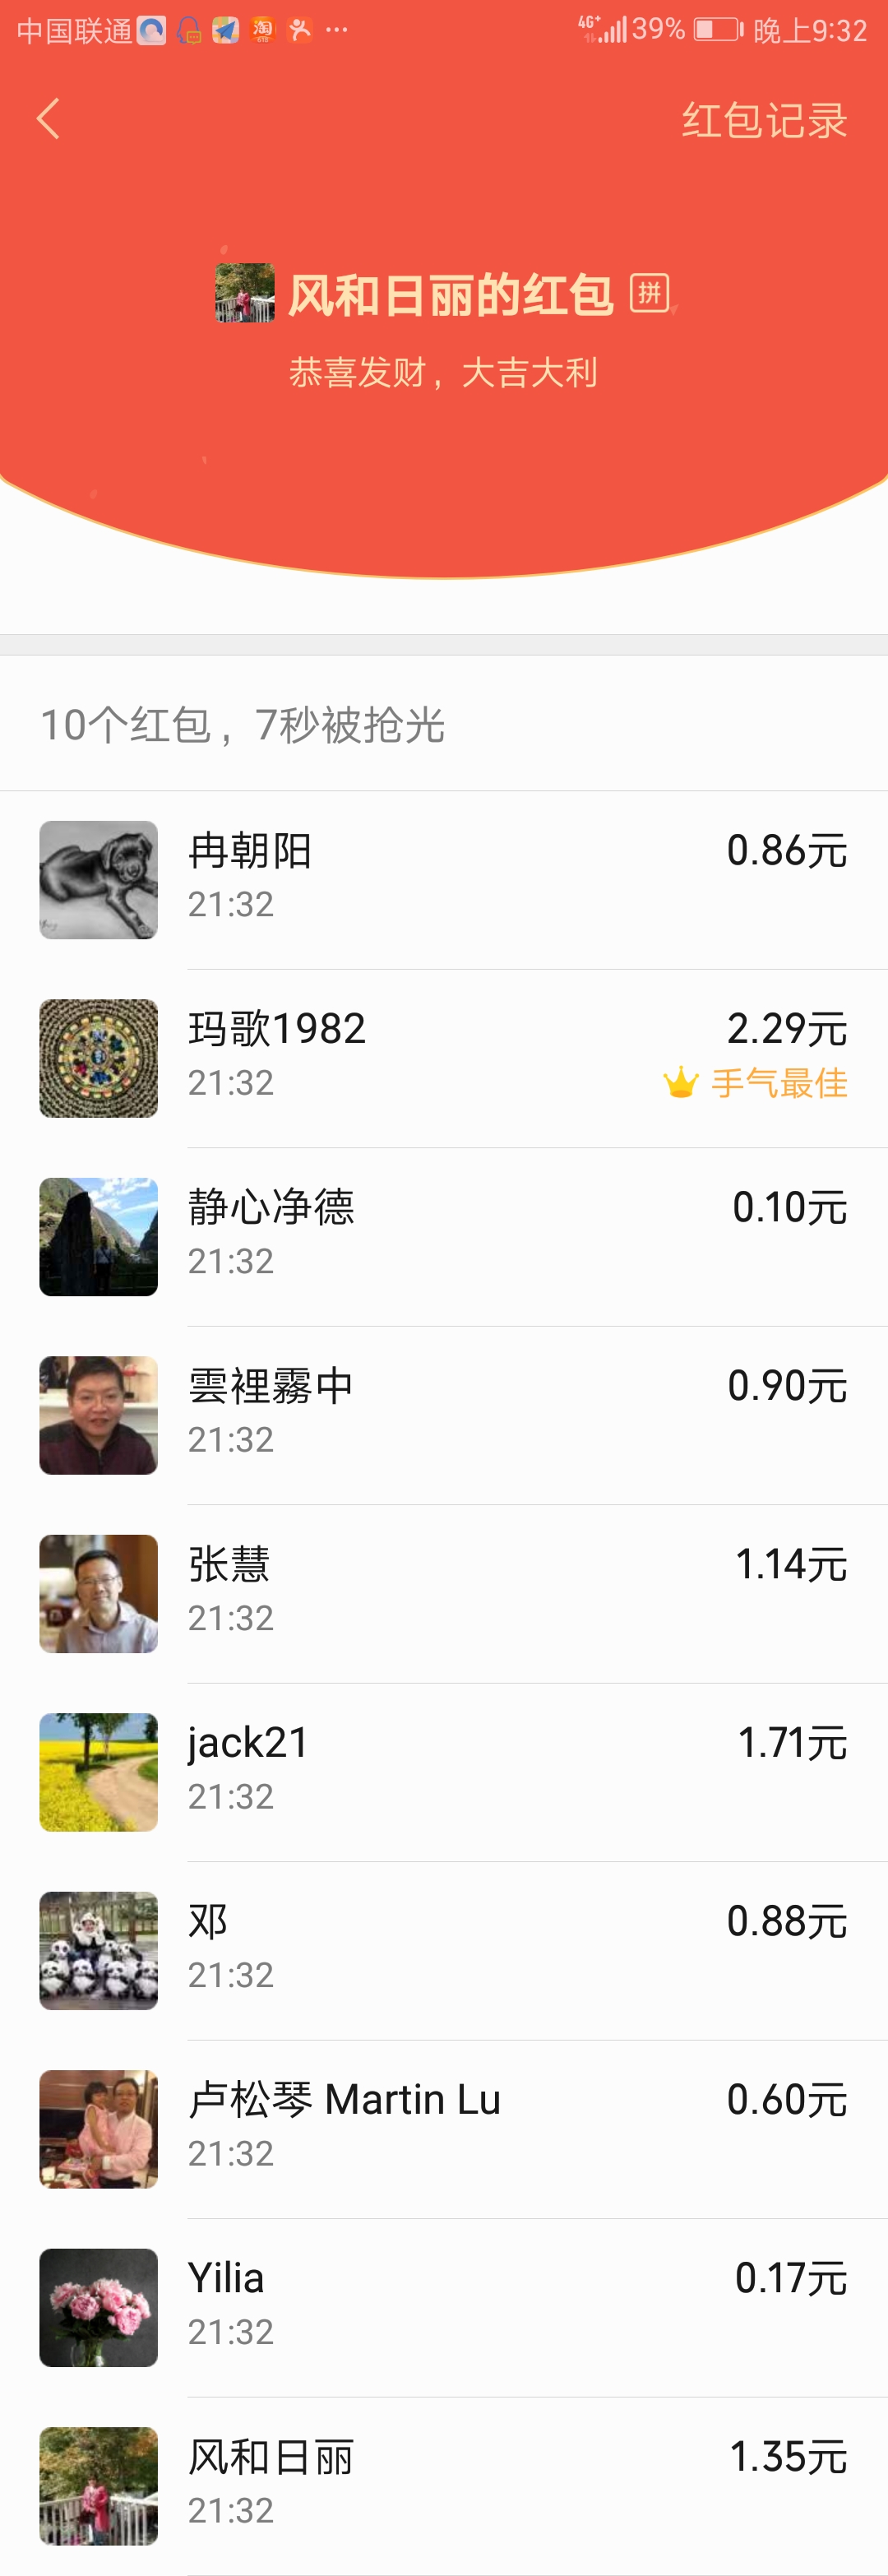 中国联通 淘 ... 4G+ 39% 晚上9:32
红包记录
风和日丽的红包 拼
恭喜发财，大吉大利
10个红包，7秒被抢光
冉朝阳 0.86元
21:32
玛歌1982 2.29元
21:32 手气最佳
静心净德 0.10元
21:32
雲裡霧中 0.90元
21:32
张慧 1.14元
21:32
jack21 1.71元
21:32
邓 0.88元
21:32
卢松琴 Martin Lu 0.60元
21:32
Yilia 0.17元
21:32
风和日丽 1.35元
21:32